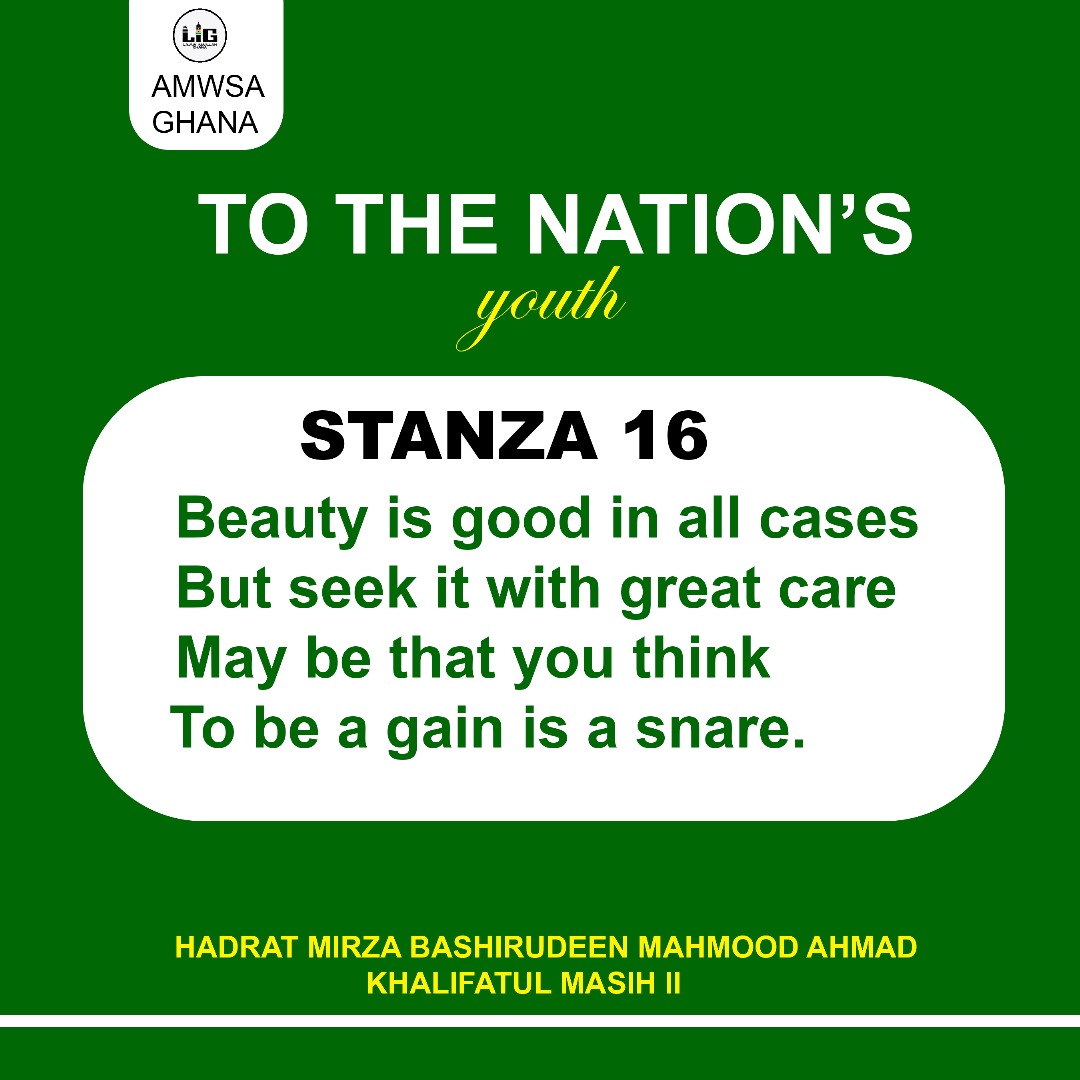 LiG
AMWSA
GHANA
TO THE NATION’S
youth
STANZA 16
Beauty is good in all cases
But seek it with great care
May be that you think
To be a gain is a snare.
HADRAT MIRZA BASHIRUDEEN MAHMOOD AHMAD
KHALIFATUL MASIH II